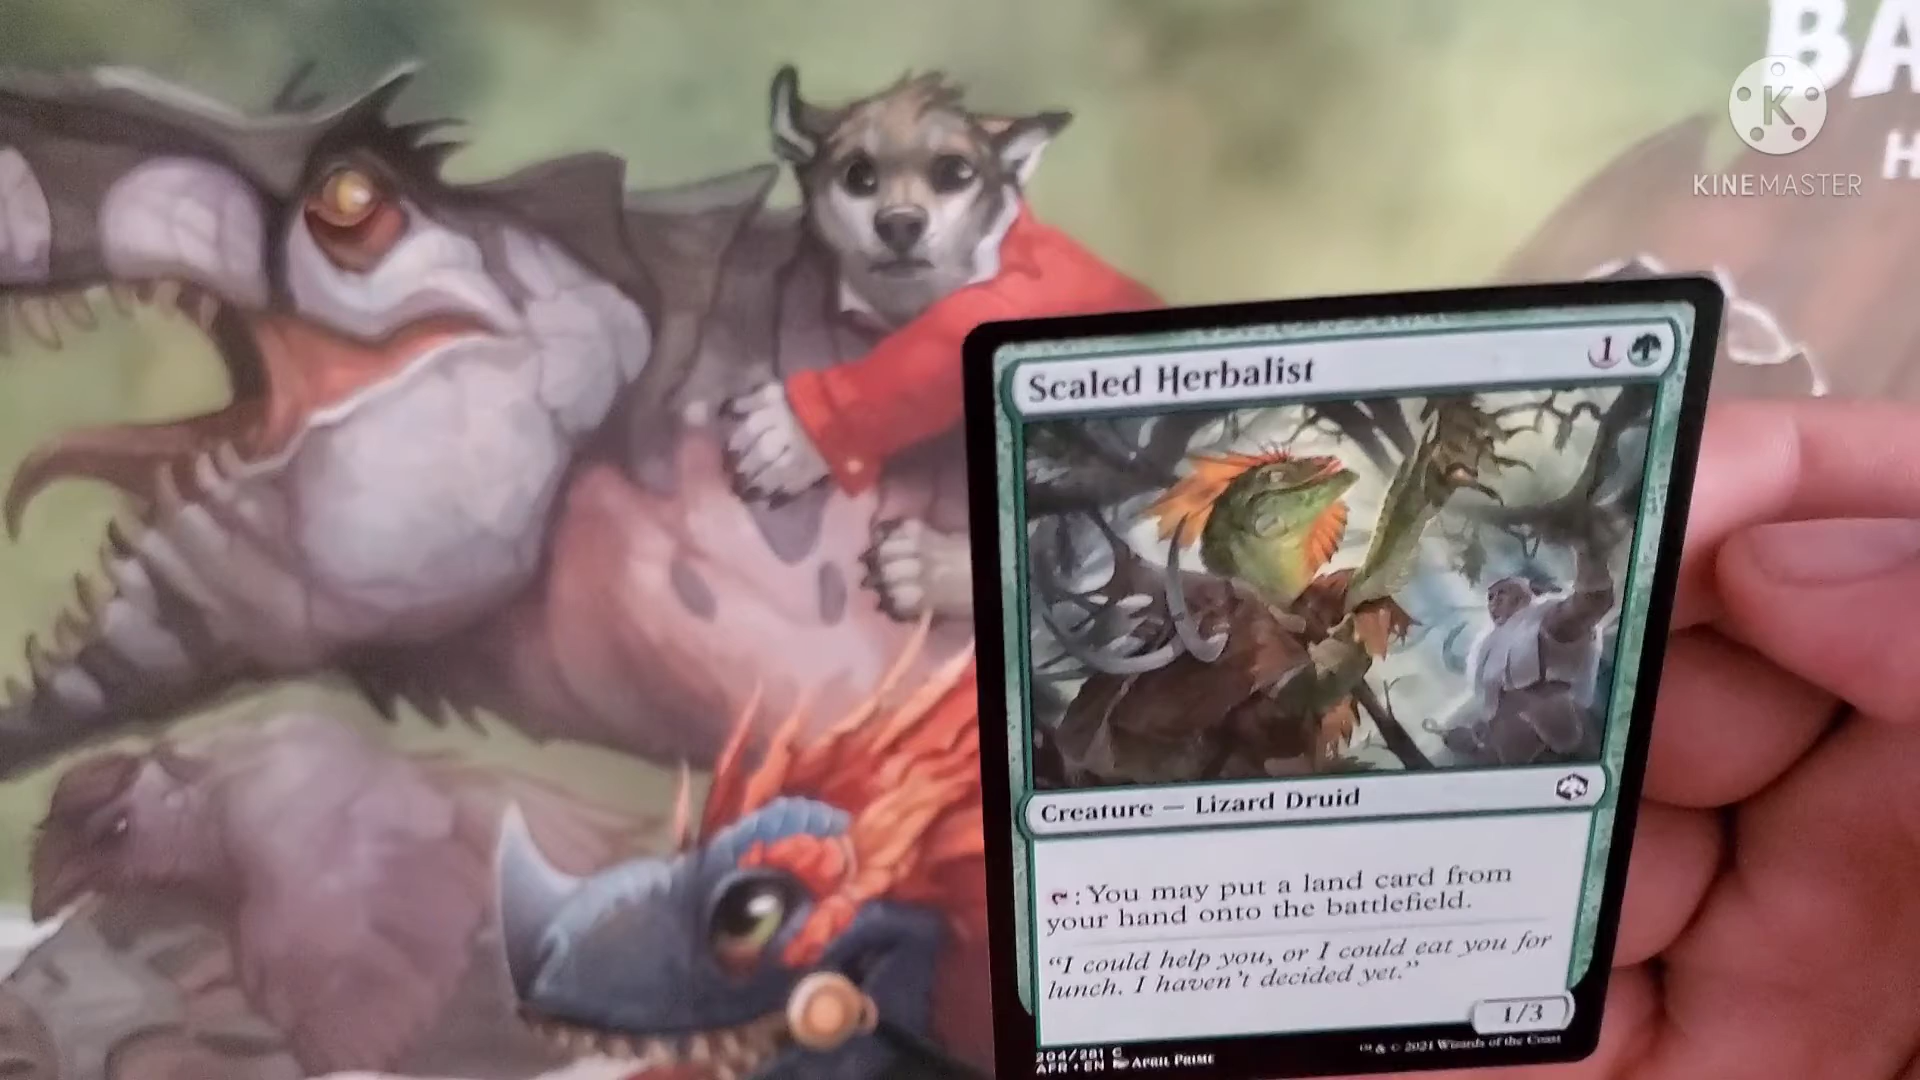 BA
H
K
KINEMASTER
Scaled Herbalist
1
Creature — Lizard Druid
: You may put a land card from
your hand onto the battlefield.
“I could help you, or I could eat you for
lunch. I haven’t decided yet.”
1/3
204/281 C
AFR • EN APRIL PRIME
™ & © 2021 Wizards of the Coast